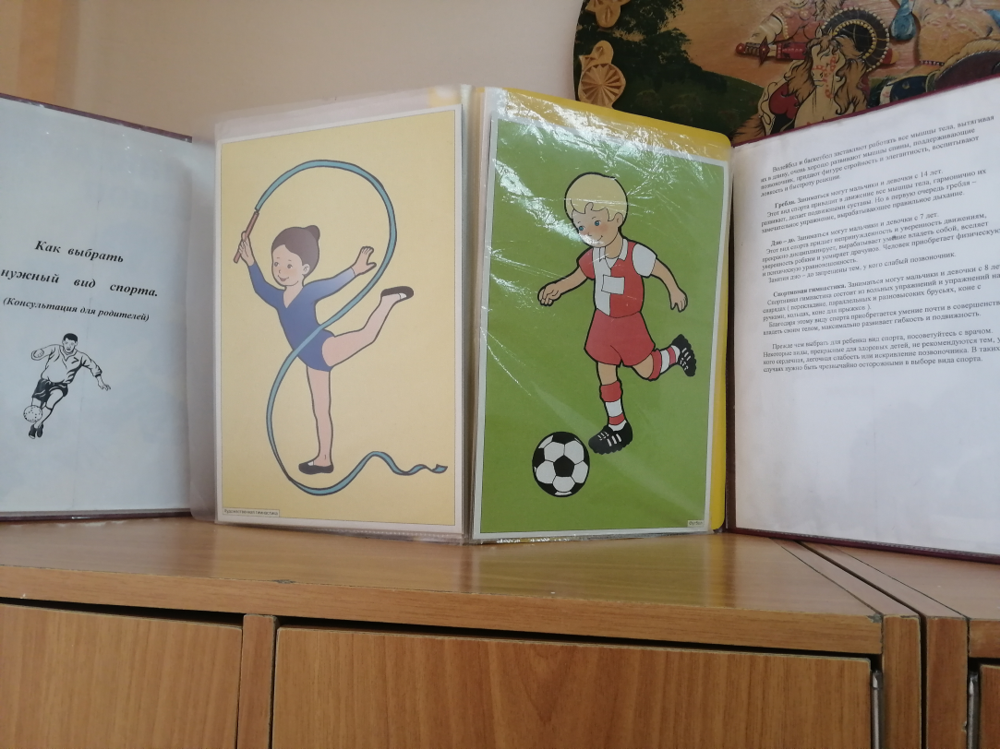 Как выбрать
нужный вид спорта.
(Консультация для родителей)
Художественная гимнастика
Футбол
Волейбол и баскетбол заставляют работать все мышцы тела, вытягивая
их в длину, очень хорошо развивают мышцы спины, поддерживающие
позвоночник, придают фигуре стройность и элегантность, воспитывают
ловкость и быстроту реакции.
Гребля. Заниматься могут мальчики и девочки с 14 лет.
Этот вид спорта приводит в движение все мышцы тела, гармонично их
развивает, делает подвижными суставы. Но в первую очередь гребля –
замечательное упражнение, вырабатывающее правильное дыхание.
Дзю – до. Заниматься могут мальчики и девочки с 7 лет.
Этот вид спорта придает непринужденность и уверенность движениям,
прекрасно дисциплинирует, вырабатывает умение владеть собой, вселяет
уверенность робким и усмиряет драчунов. Человек приобретает физическую
и психическую уравновешенность.
Занятия дзю – до запрещены тем, у кого слабый позвоночник.
Спортивная гимнастика. Заниматься могут мальчики и девочки с 8 лет
Спортивная гимнастика состоит из вольных упражнений и упражнений на
снарядах ( перекладине, параллельных и разновысоких брусьях, коне с
ручками, кольцах, коне для прыжков ).
Благодаря этому виду спорта приобретается умение почти в совершенстве
владеть своим телом, максимально развивает гибкость и подвижность.
Прежде чем выбрать для ребенка вид спорта, посоветуйтесь с врачом.
Некоторые виды, прекрасные для здоровых детей, не рекомендуются тем, у
кого сердечная, легочная слабость или искривление позвоночника. В таких
случаях нужно быть чрезвычайно осторожными в выборе вида спорта.